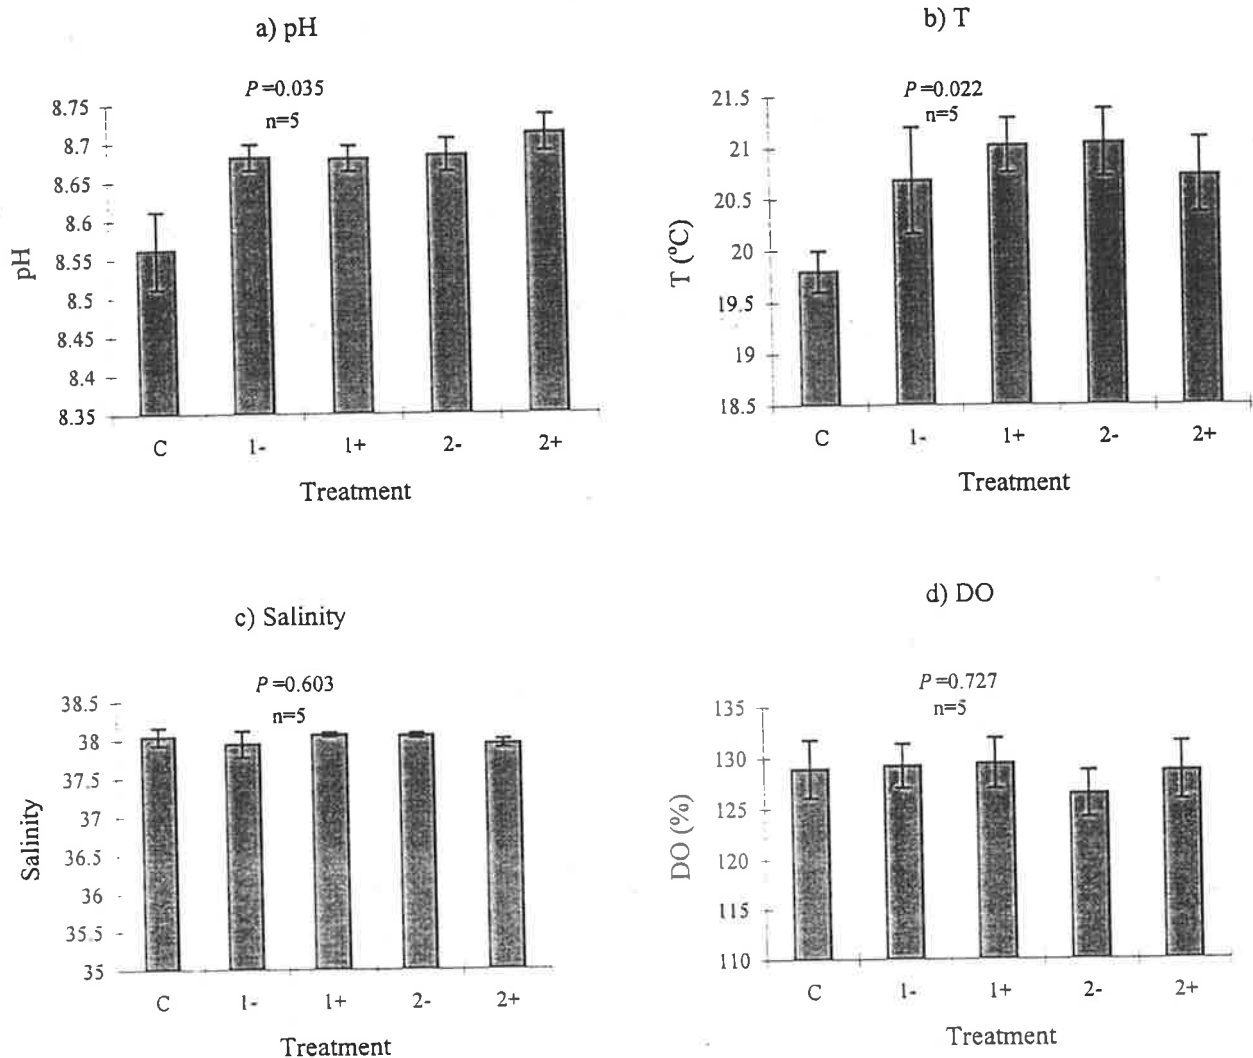 a) pH
P=0.035
n=5
8.75
8.7
8.65
8.6
8.55
8.5
8.45
8.4
8.35
pH
C 1- 1+ 2- 2+
Treatment
b) T
P=0.022
n=5
21.5
21
20.5
20
19.5
19
18.5
T (°C)
C 1- 1+ 2- 2+
Treatment
c) Salinity
P=0.603
n=5
38.5
38
37.5
37
36.5
36
35.5
35
Salinity
C 1- 1+ 2- 2+
Treatment
d) DO
P=0.727
n=5
135
130
125
120
115
110
DO (%)
C 1- 1+ 2- 2+
Treatment